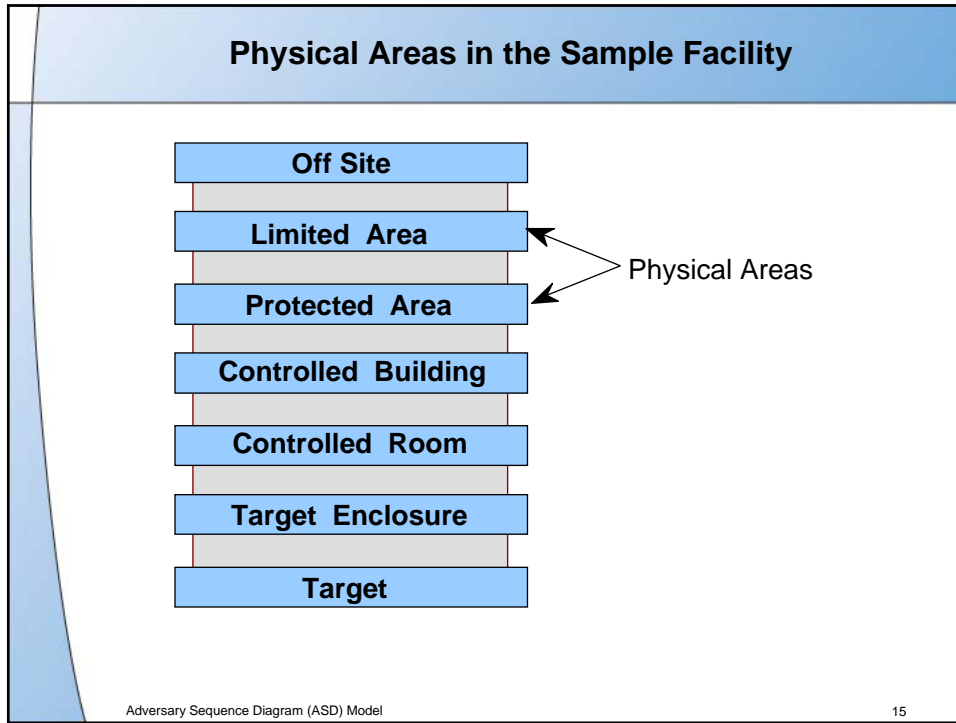 Physical Areas in the Sample Facility
Off Site
Limited Area
Physical Areas
Protected Area
Controlled Building
Controlled Room
Target Enclosure
Target
Adversary Sequence Diagram (ASD) Model
15